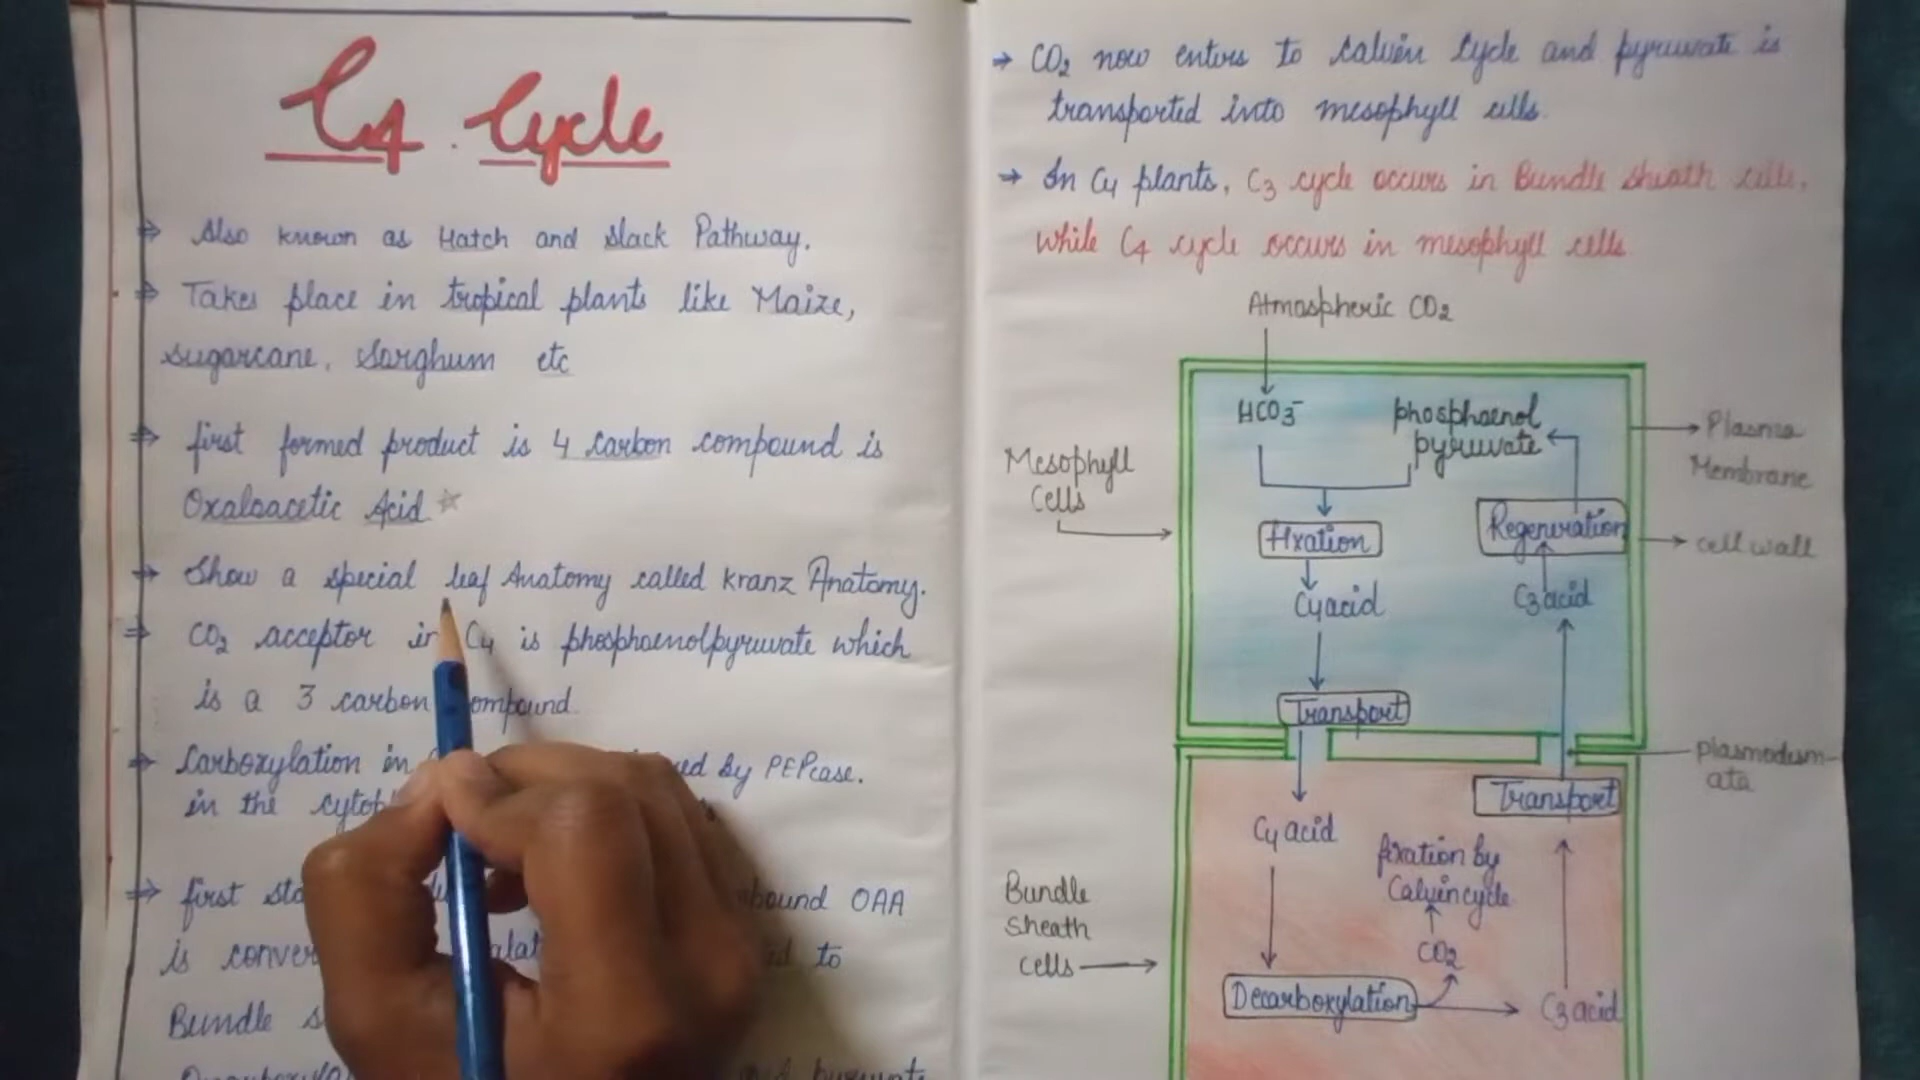 C4 Cycle
⇒ Also known as Hatch and Slack Pathway.
⇒ Takes place in tropical plants like Maize,
sugarcane, Sorghum etc
⇒ first formed product is 4 carbon compound is
Oxaloacetic Acid ☆
→ Show a special leaf Anatomy called kranz Anatomy.
⇒ CO2 acceptor in C4 is phosphoenolpyruvate which
is a 3 carbon compound
→ Carboxylation in by PEPcase.
in the
⇒ first OAA
is to
Bundle
pyruvate
→ CO2 now enters to calvin cycle and pyruvate is
transported into mesophyll cells.
→ In C4 plants, C3 cycle occurs in Bundle sheath cells,
while C4 cycle occurs in mesophyll cells.
Atmospheric CO2
HCO3-
phosphoenol
pyruvate
Plasma
Membrane
Mesophyll
Cells
Fixation
Regeneration
cell wall
C4 acid
C3 acid
Transport
plasmodesm-
ata
Transport
C4 acid
fixation by
Calvin cycle
Bundle
Sheath
cells
CO2
Decarboxylation
C3 acid